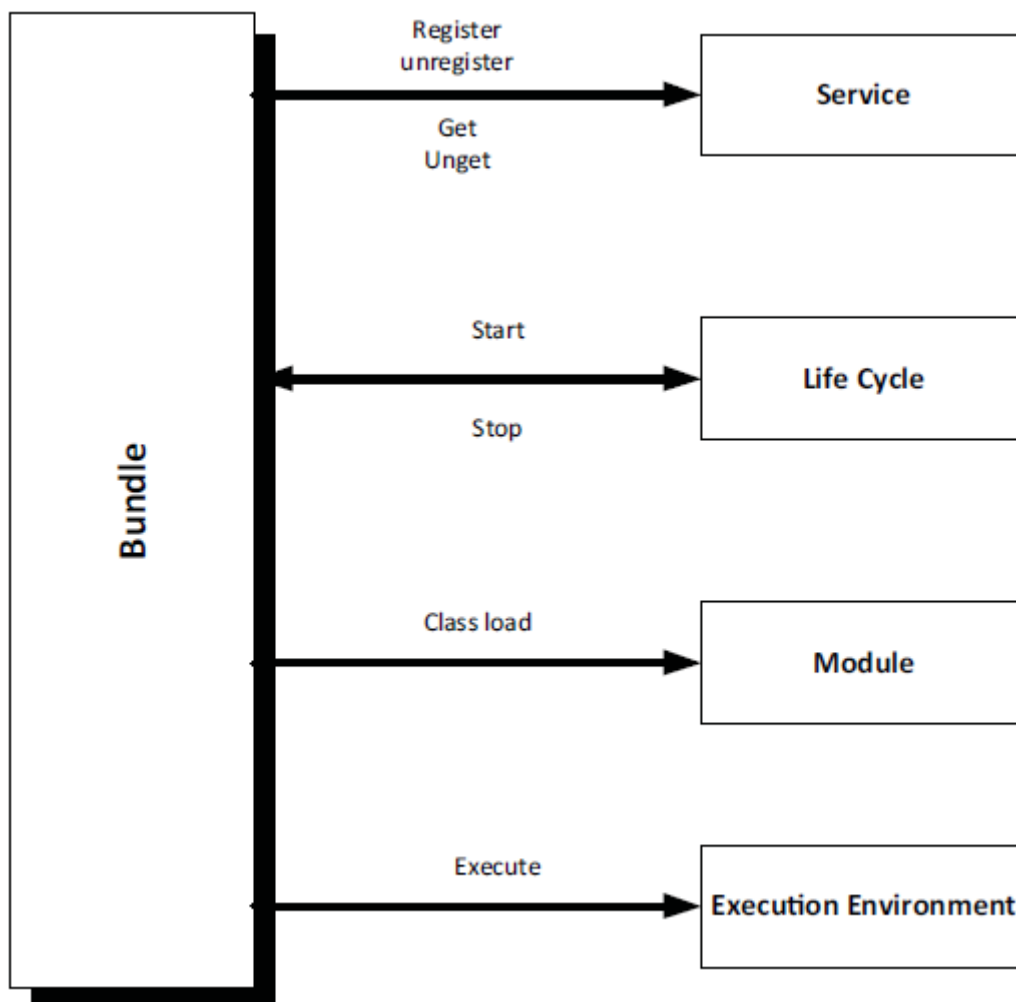 Register
unregister
Service
Get
Unget
Start
Life Cycle
Stop
Bundle
Class load
Module
Execute
Execution Environment